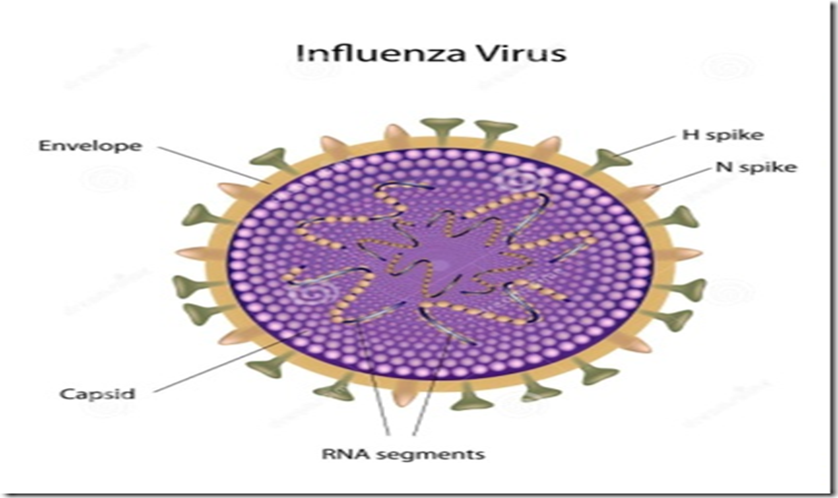 Influenza Virus
Envelope
H spike
N spike
Capsid
RNA segments